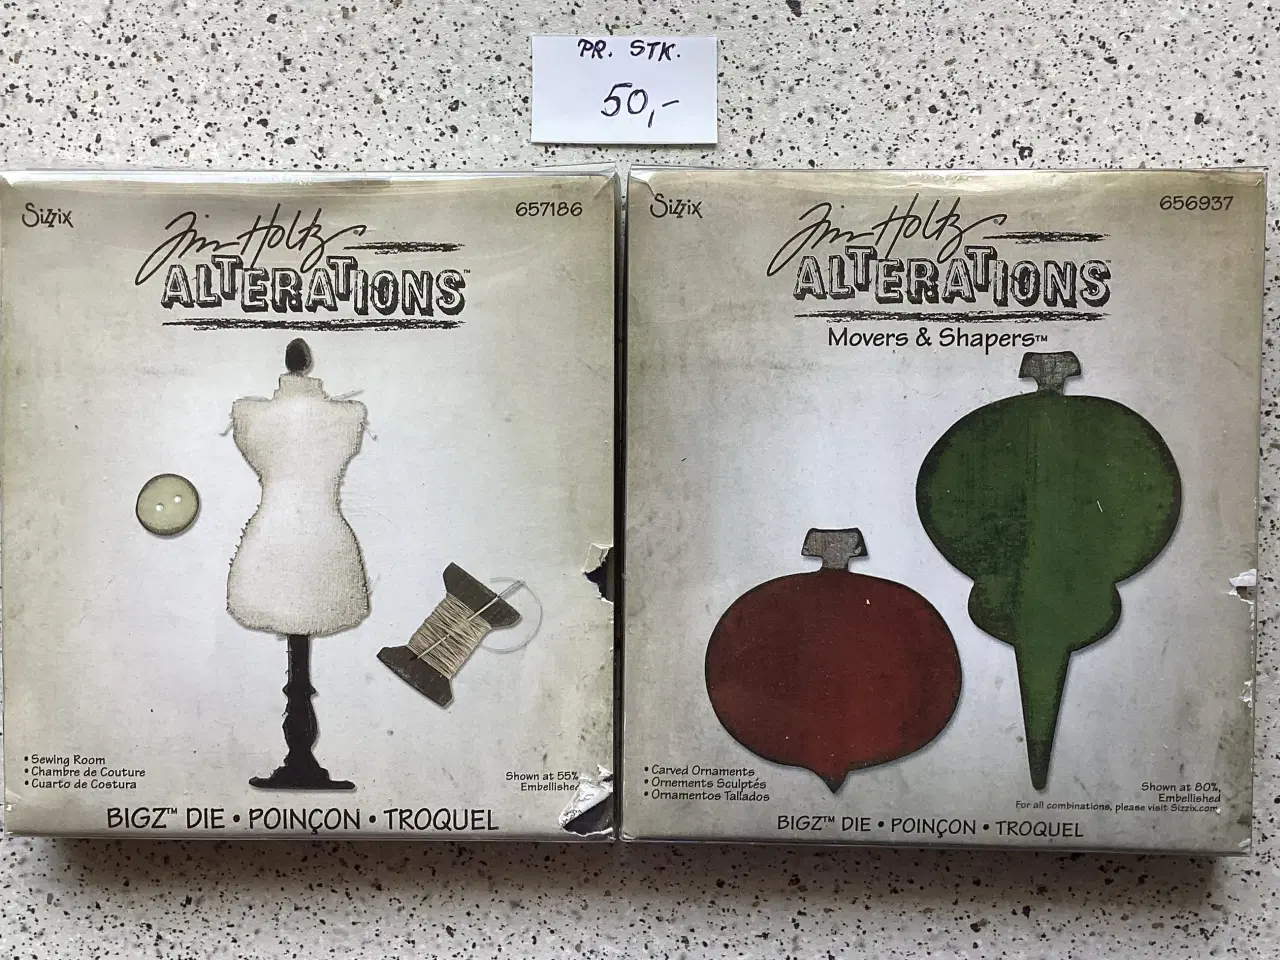 PR. STK.
50,-
Sizzix
657186
Tim Holtz
ALTERATIONS™
• Sewing Room
• Chambre de Couture
• Cuarto de Costura
Shown at 55%,
Embellished
BIGZ™ DIE • POINÇON • TROQUEL
Sizzix
656937
Tim Holtz
ALTERATIONS™
Movers & Shapers™
• Carved Ornaments
• Ornements Sculptés
• Ornamentos Tallados
Shown at 80%,
Embellished
For all combinations, please visit Sizzix.com
BIGZ™ DIE • POINÇON • TROQUEL